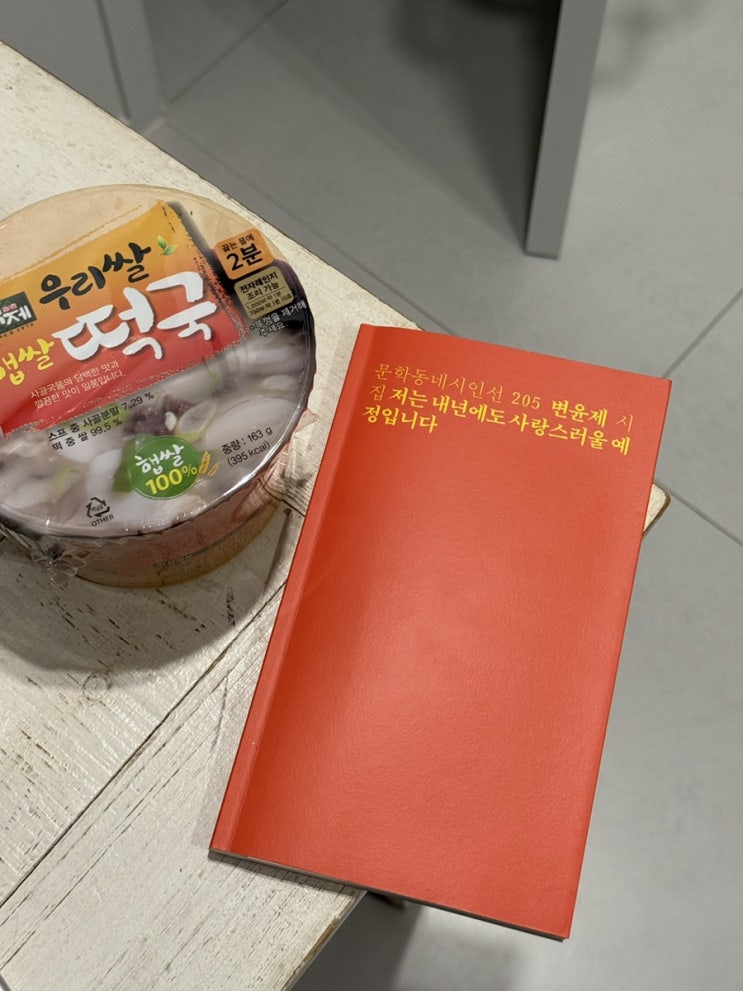 우리쌀
햅쌀 떡국
사골국물의 담백한 맛과
깔끔한 맛이 일품입니다.
스프 중 사골분말 7.29 %
떡 중 쌀 99.5 %
햅쌀
100%
중량 : 163 g
(395 kcal)
OTHER
끓는 물에
2분
전자레인지
조리 가능
문학동네시인선 205 변유제 시
집 저는 내년에도 사랑스러울 예
정입니다